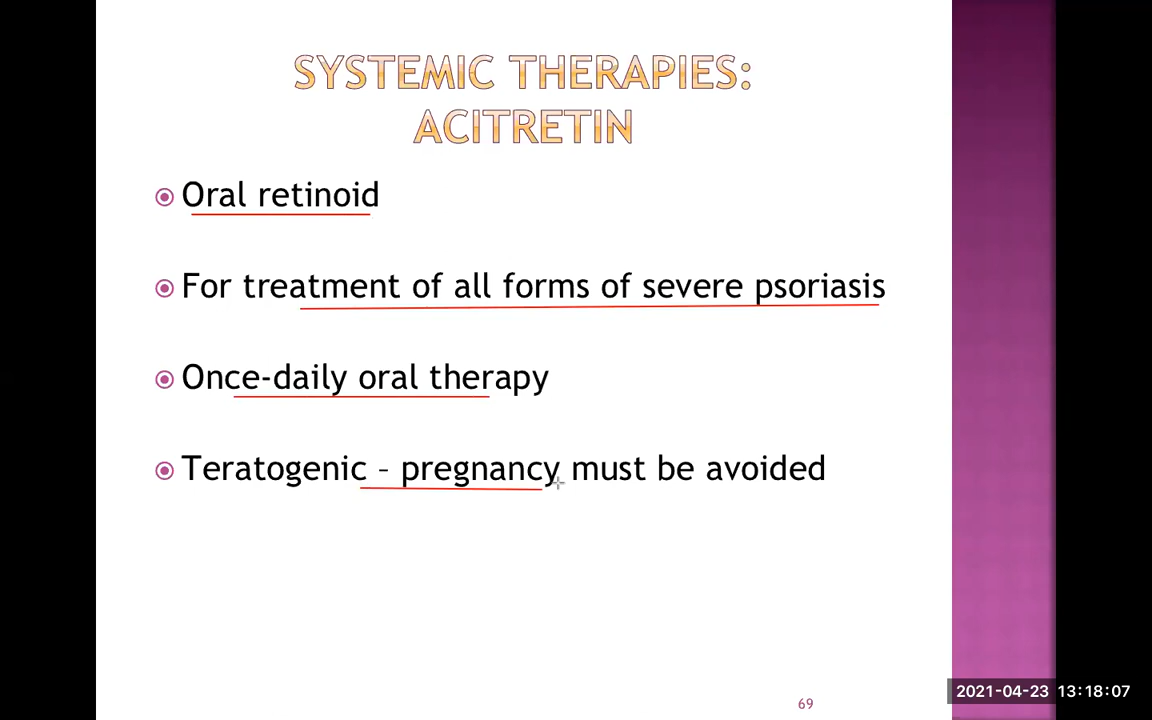 SYSTEMIC THERAPIES:
ACITRETIN
Oral retinoid
For treatment of all forms of severe psoriasis
Once-daily oral therapy
Teratogenic – pregnancy must be avoided
69
2021-04-23 13:18:07